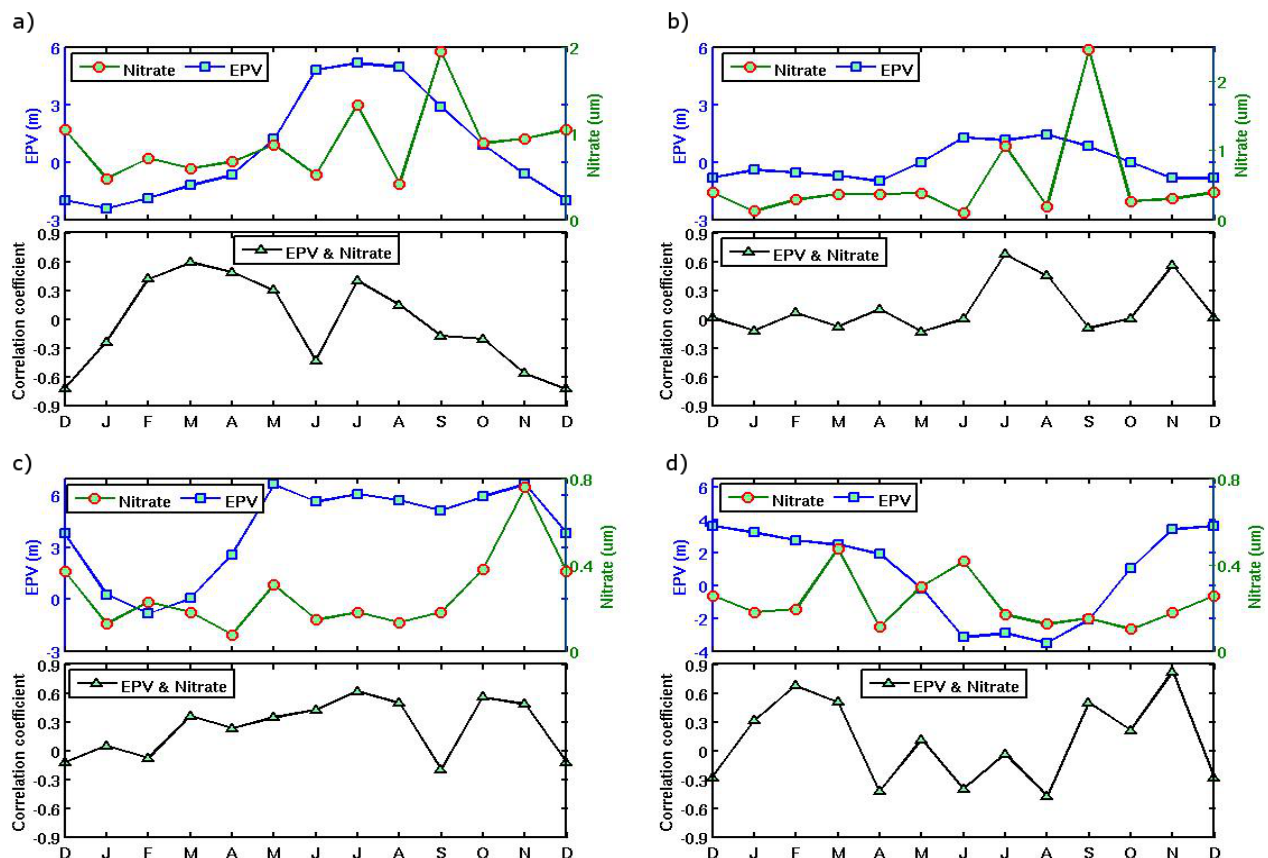 a)
6
3
0
-3
EPV (m)
Nitrate EPV
2
1
0
Nitrate (um)
0.9
0.6
0.3
0
-0.3
-0.6
-0.9
Correlation coefficient
EPV & Nitrate
D J F M A M J J A S O N D
b)
6
3
0
-3
EPV (m)
Nitrate EPV
2
1
0
Nitrate (um)
0.9
0.6
0.3
0
-0.3
-0.6
-0.9
Correlation coefficient
EPV & Nitrate
D J F M A M J J A S O N D
c)
6
3
0
-3
EPV (m)
Nitrate EPV
0.8
0.4
0
Nitrate (um)
0.9
0.6
0.3
0
-0.3
-0.6
-0.9
Correlation coefficient
EPV & Nitrate
D J F M A M J J A S O N D
d)
6
4
2
0
-2
-4
EPV (m)
Nitrate EPV
0.8
0.4
0
Nitrate (um)
0.9
0.6
0.3
0
-0.3
-0.6
-0.9
Correlation coefficient
EPV & Nitrate
D J F M A M J J A S O N D